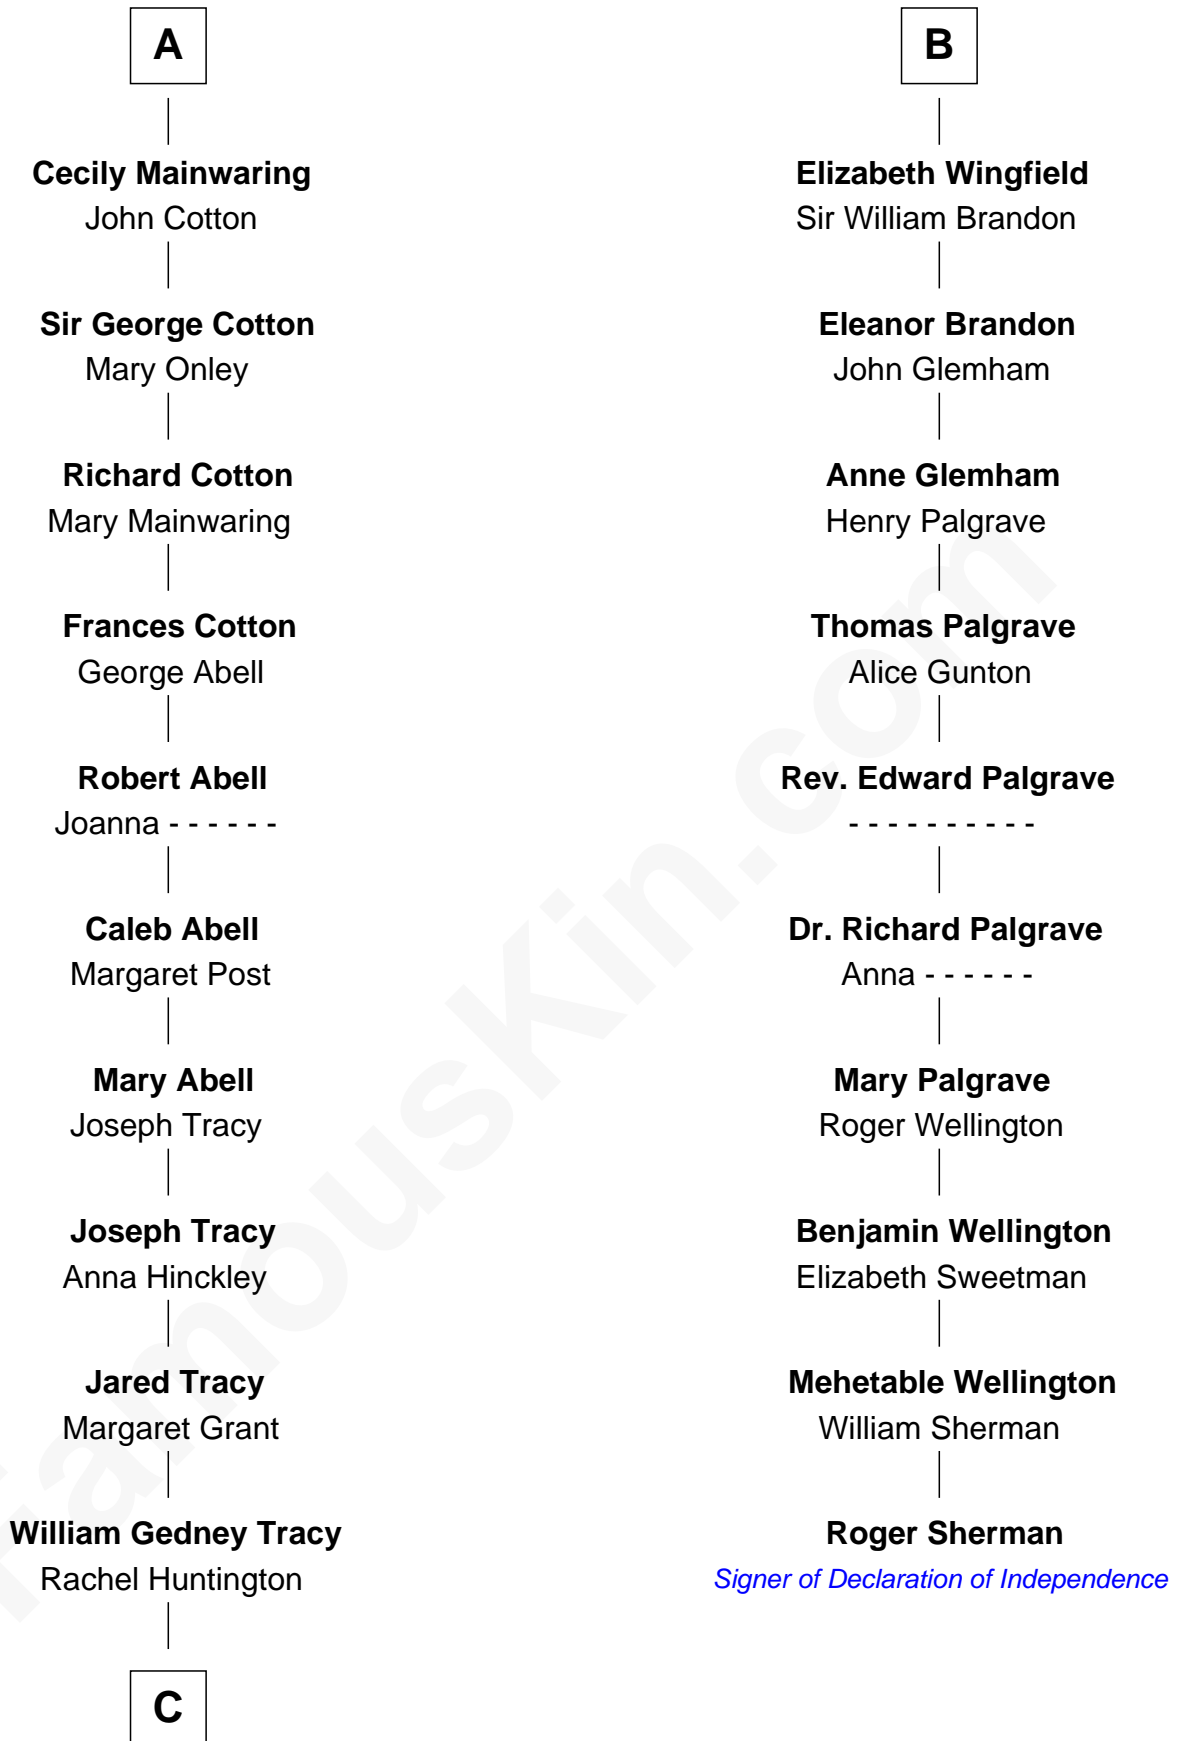 A
Cecily Mainwaring
John Cotton
Sir George Cotton
Mary Onley
Richard Cotton
Mary Mainwaring
Frances Cotton
George Abell
Robert Abell
Joanna - - - - - -
Caleb Abell
Margaret Post
Mary Abell
Joseph Tracy
Joseph Tracy
Anna Hinckley
Jared Tracy
Margaret Grant
William Gedney Tracy
Rachel Huntington
C
B
Elizabeth Wingfield
Sir William Brandon
Eleanor Brandon
John Glemham
Anne Glemham
Henry Palgrave
Thomas Palgrave
Alice Gunton
Rev. Edward Palgrave
- - - - - - - - - -
Dr. Richard Palgrave
Anna - - - - - -
Mary Palgrave
Roger Wellington
Benjamin Wellington
Elizabeth Sweetman
Mehetable Wellington
William Sherman
Roger Sherman
Signer of Declaration of Independence
FamousKin.com